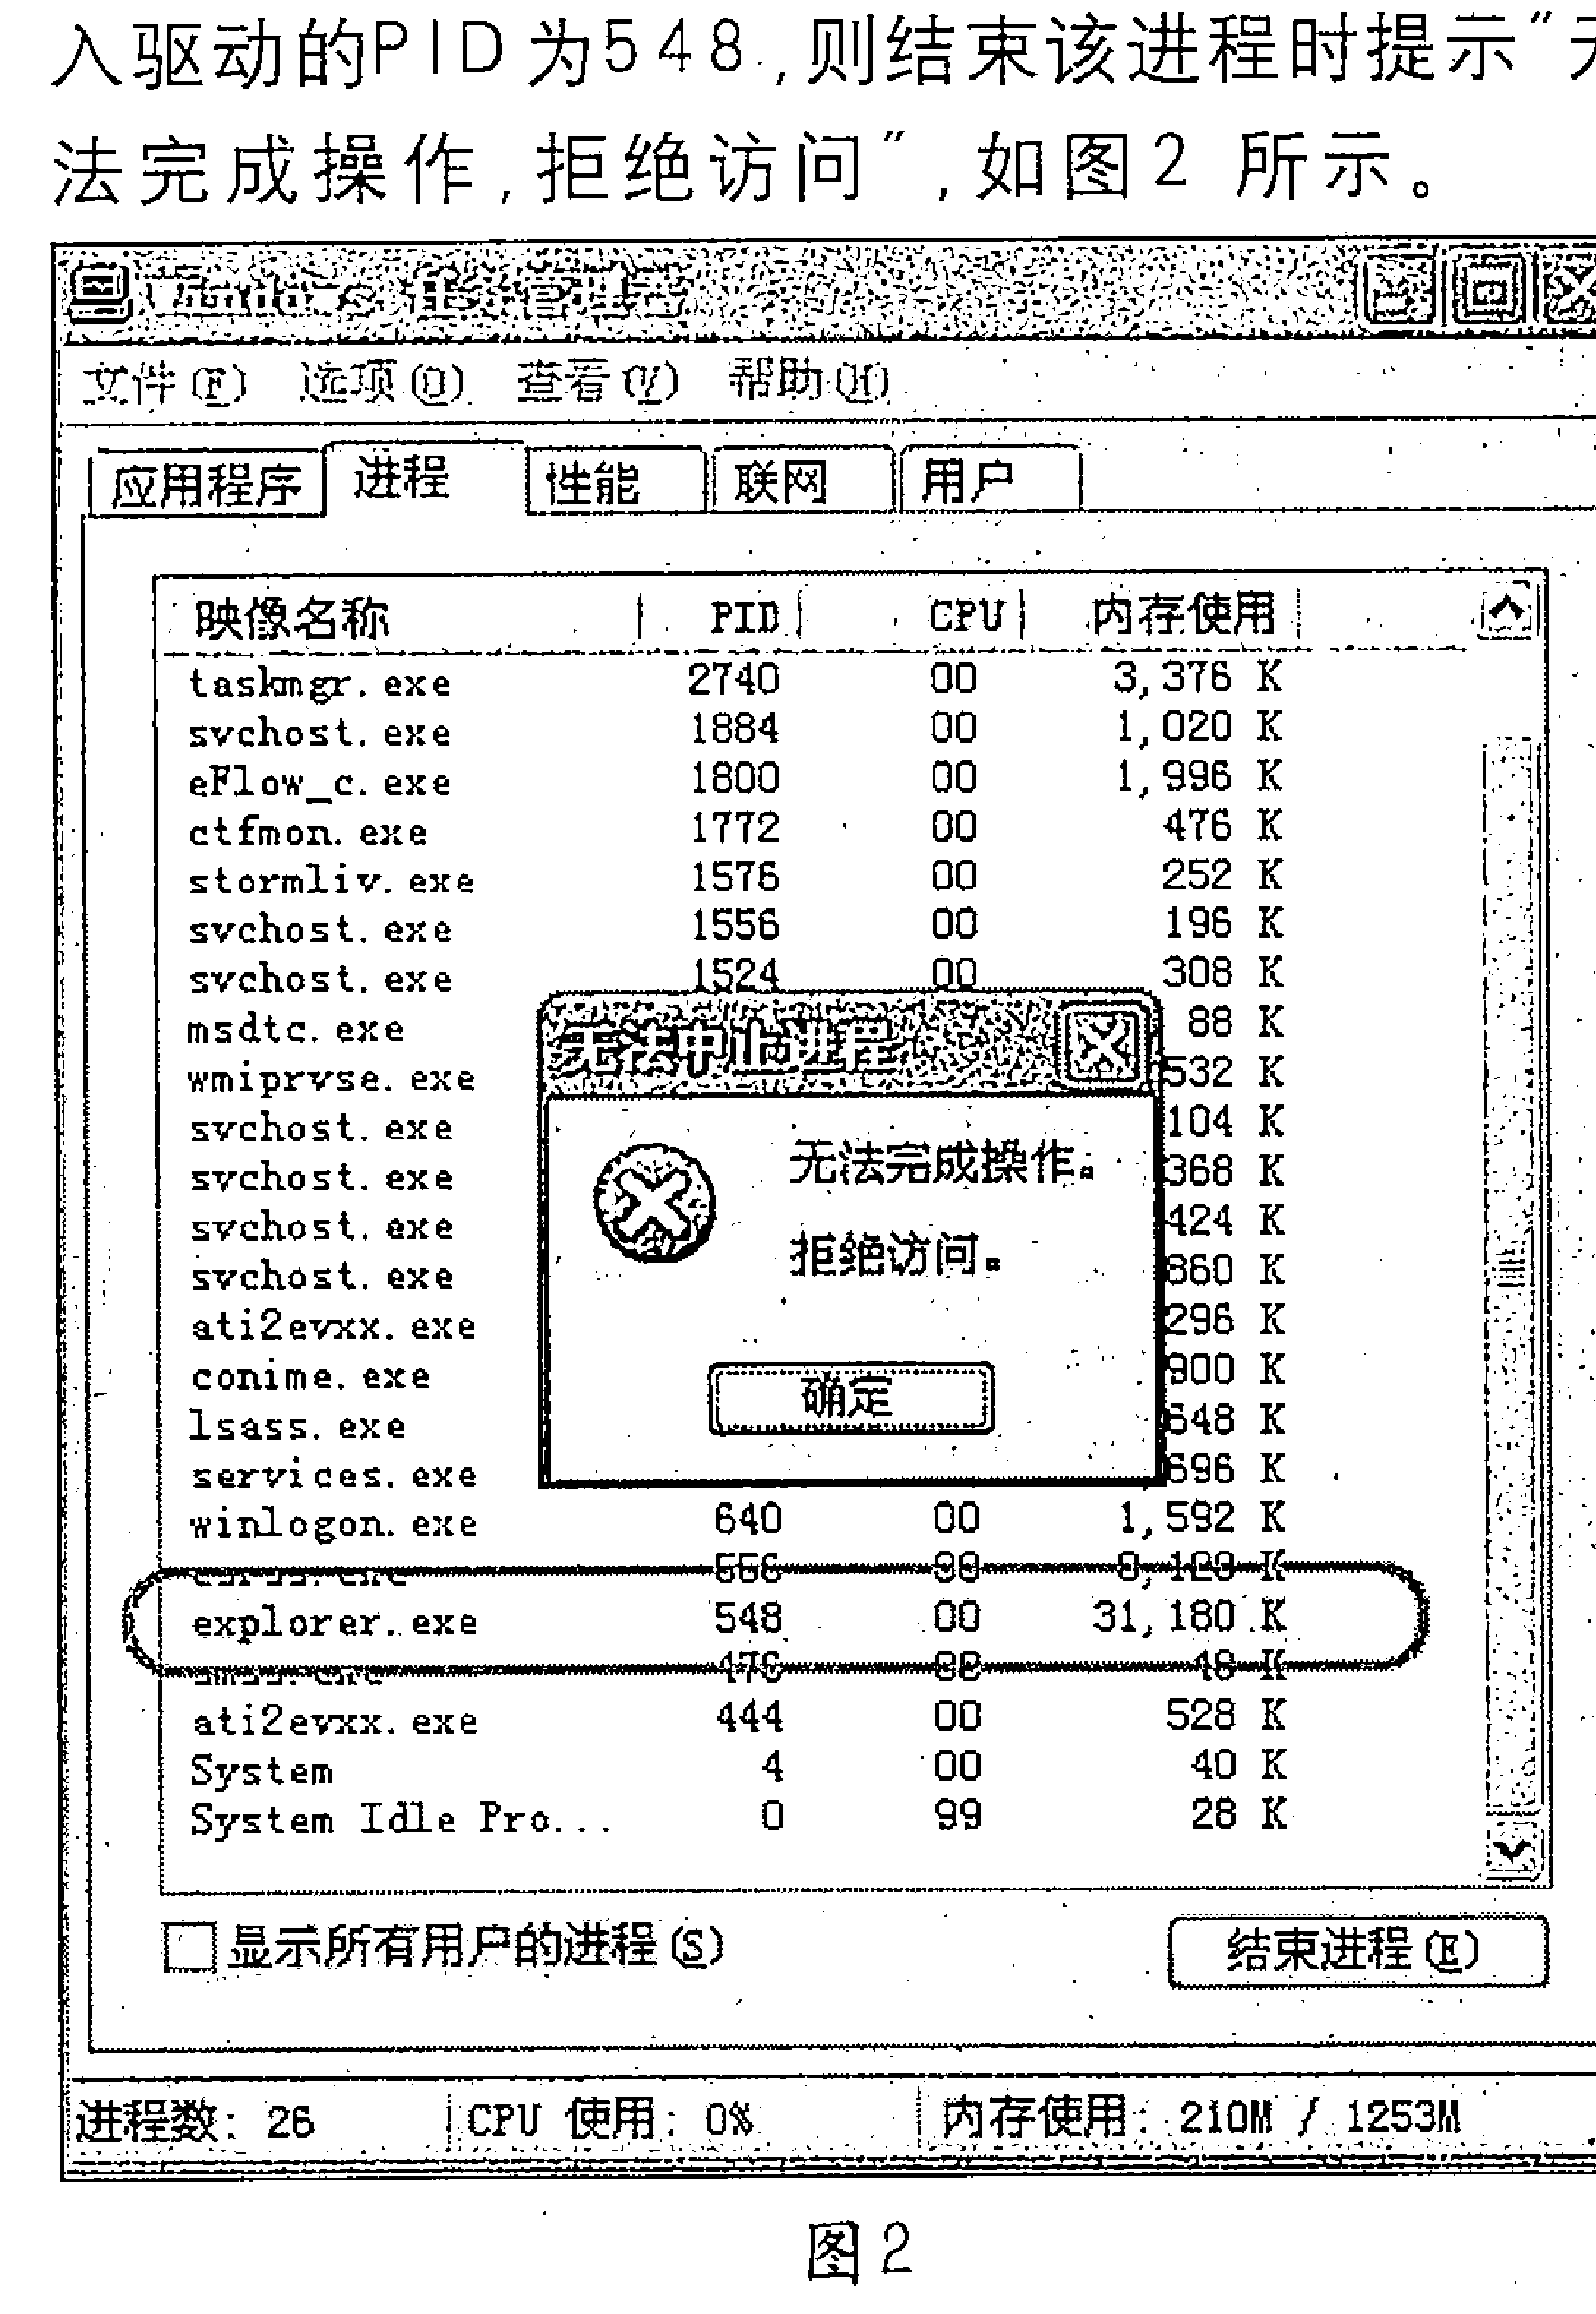 入驱动的PID为548,则结束该进程时提示"无
法完成操作,拒绝访问",如图2 所示。
Windows 任务管理器
文件(F) 选项(O) 查看(V) 帮助(H)
应用程序 进程 性能 联网 用户
映像名称 PID CPU 内存使用
taskmgr.exe 2740 00 3,376 K
svchost.exe 1884 00 1,020 K
eFlow_c.exe 1800 00 1,996 K
ctfmon.exe 1772 00 476 K
stormliv.exe 1576 00 252 K
svchost.exe 1556 00 196 K
svchost.exe 1524 00 308 K
msdtc.exe 88 K
wmiprvse.exe 532 K
svchost.exe 104 K
svchost.exe 368 K
svchost.exe 424 K
svchost.exe 860 K
ati2evxx.exe 296 K
conime.exe 900 K
lsass.exe 648 K
services.exe 696 K
无法中止进程
无法完成操作。
拒绝访问。
确定
winlogon.exe 640 00 1,592 K
explorer.exe 548 00 31,180 K
ati2evxx.exe 444 00 528 K
System 4 00 40 K
System Idle Pro... 0 99 28 K
显示所有用户的进程(S) 结束进程(E)
进程数: 26 CPU 使用: 0% 内存使用: 210M / 1253M
图2